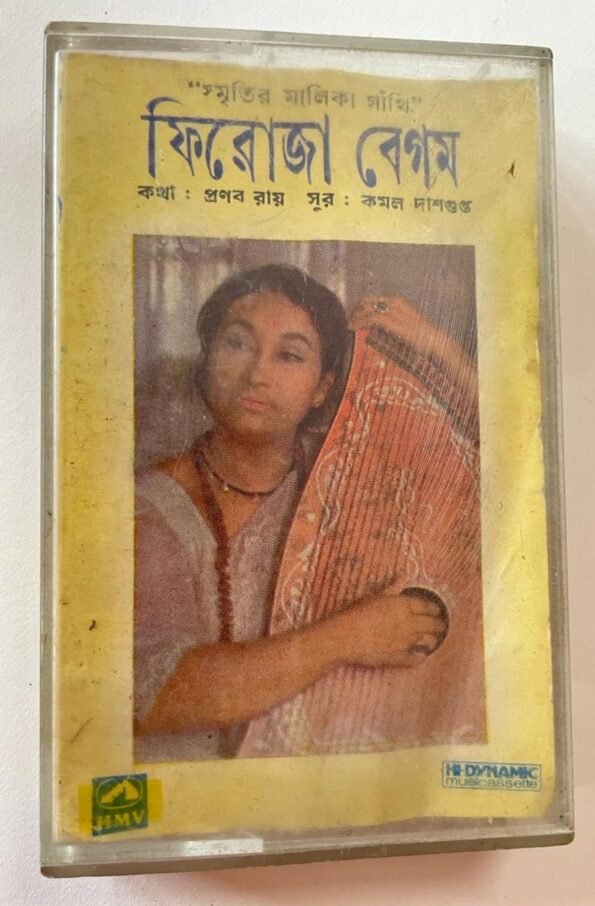 "স্মৃতির মালিকা গাঁথি"
ফিরোজা বেগম
কথা : প্রণব রায় সুর : কমল দাশগুপ্ত
HMV
HI-DYNAMIC
musicassette